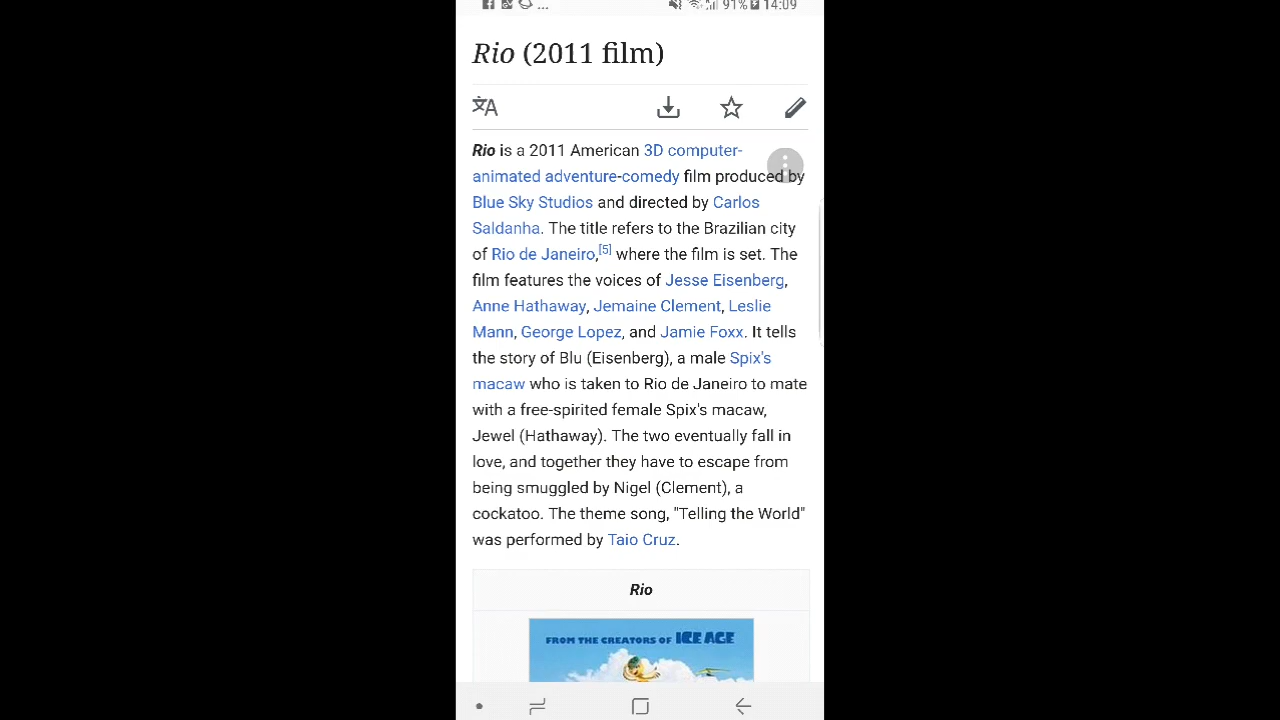 ... 91% 14:09
Rio (2011 film)
Rio is a 2011 American 3D computer-
animated adventure-comedy film produced by
Blue Sky Studios and directed by Carlos
Saldanha. The title refers to the Brazilian city
of Rio de Janeiro,[5] where the film is set. The
film features the voices of Jesse Eisenberg,
Anne Hathaway, Jemaine Clement, Leslie
Mann, George Lopez, and Jamie Foxx. It tells
the story of Blu (Eisenberg), a male Spix's
macaw who is taken to Rio de Janeiro to mate
with a free-spirited female Spix's macaw,
Jewel (Hathaway). The two eventually fall in
love, and together they have to escape from
being smuggled by Nigel (Clement), a
cockatoo. The theme song, "Telling the World"
was performed by Taio Cruz.
Rio
FROM THE CREATORS OF ICE AGE